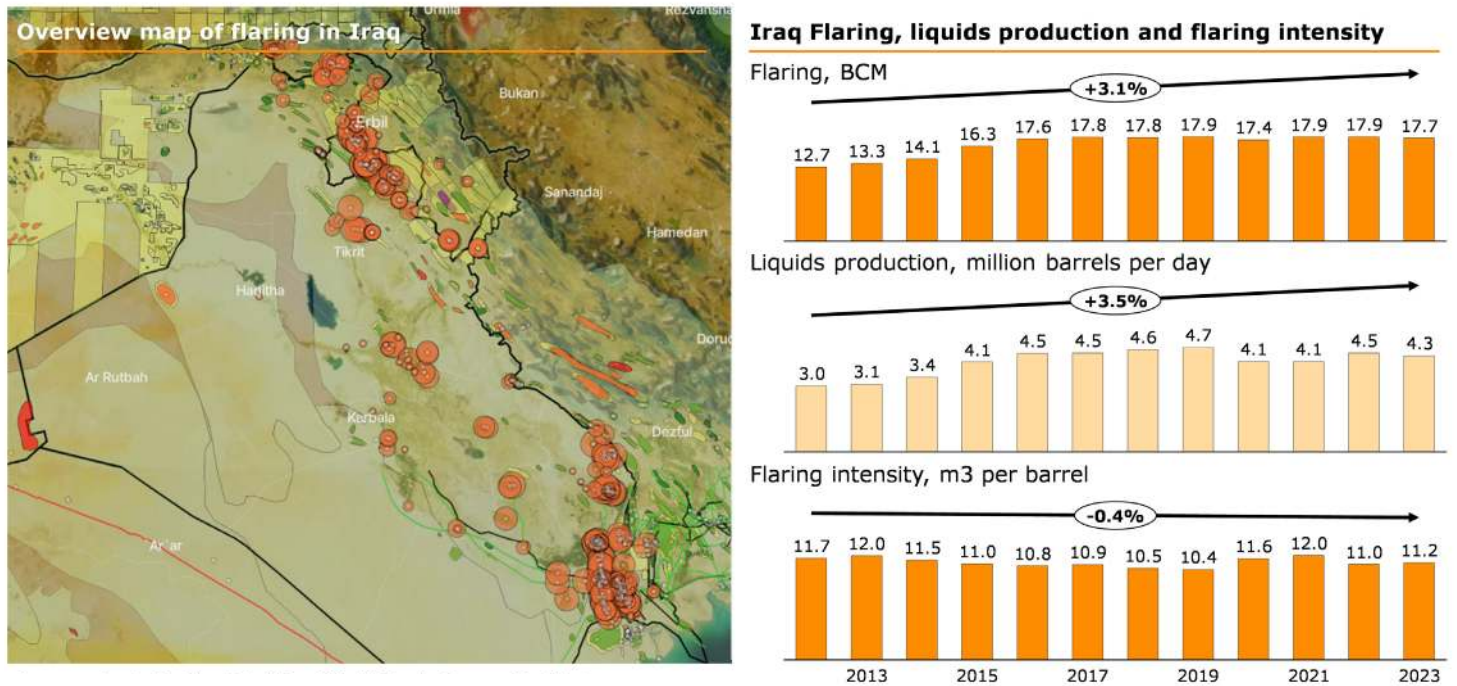 Overview map of flaring in Iraq
Ormia
Rezvansha
Bukan
Erbil
Sanandaj
Hamedan
Tikrit
Haditha
Doruc
Ar Rutbah
Karbala
Dezful
Ar'ar
Iraq Flaring, liquids production and flaring intensity
Flaring, BCM
+3.1%
12.7 13.3 14.1 16.3 17.6 17.8 17.8 17.9 17.4 17.9 17.9 17.7
Liquids production, million barrels per day
+3.5%
3.0 3.1 3.4 4.1 4.5 4.5 4.6 4.7 4.1 4.1 4.5 4.3
Flaring intensity, m3 per barrel
-0.4%
11.7 12.0 11.5 11.0 10.8 10.9 10.5 10.4 11.6 12.0 11.0 11.2
2013 2015 2017 2019 2021 2023